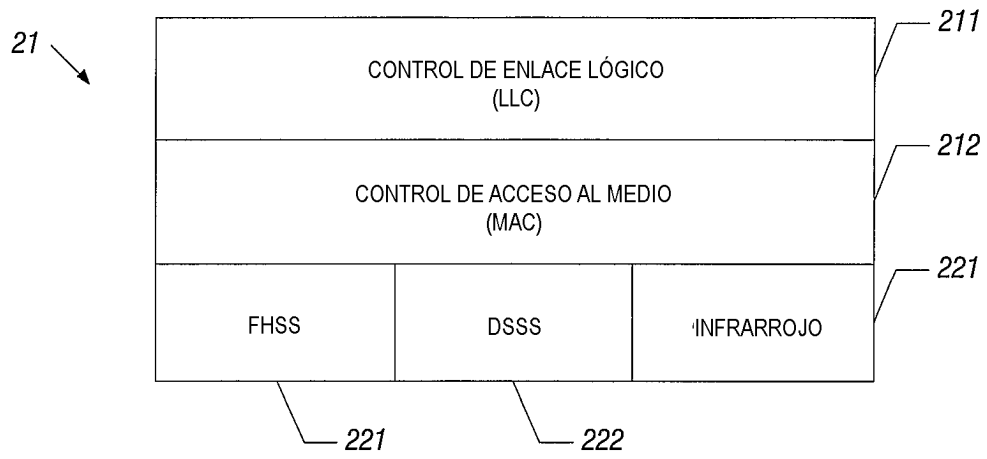 21
211
CONTROL DE ENLACE LÓGICO
(LLC)
212
CONTROL DE ACCESO AL MEDIO
(MAC)
221
FHSS
DSSS
INFRARROJO
221
222